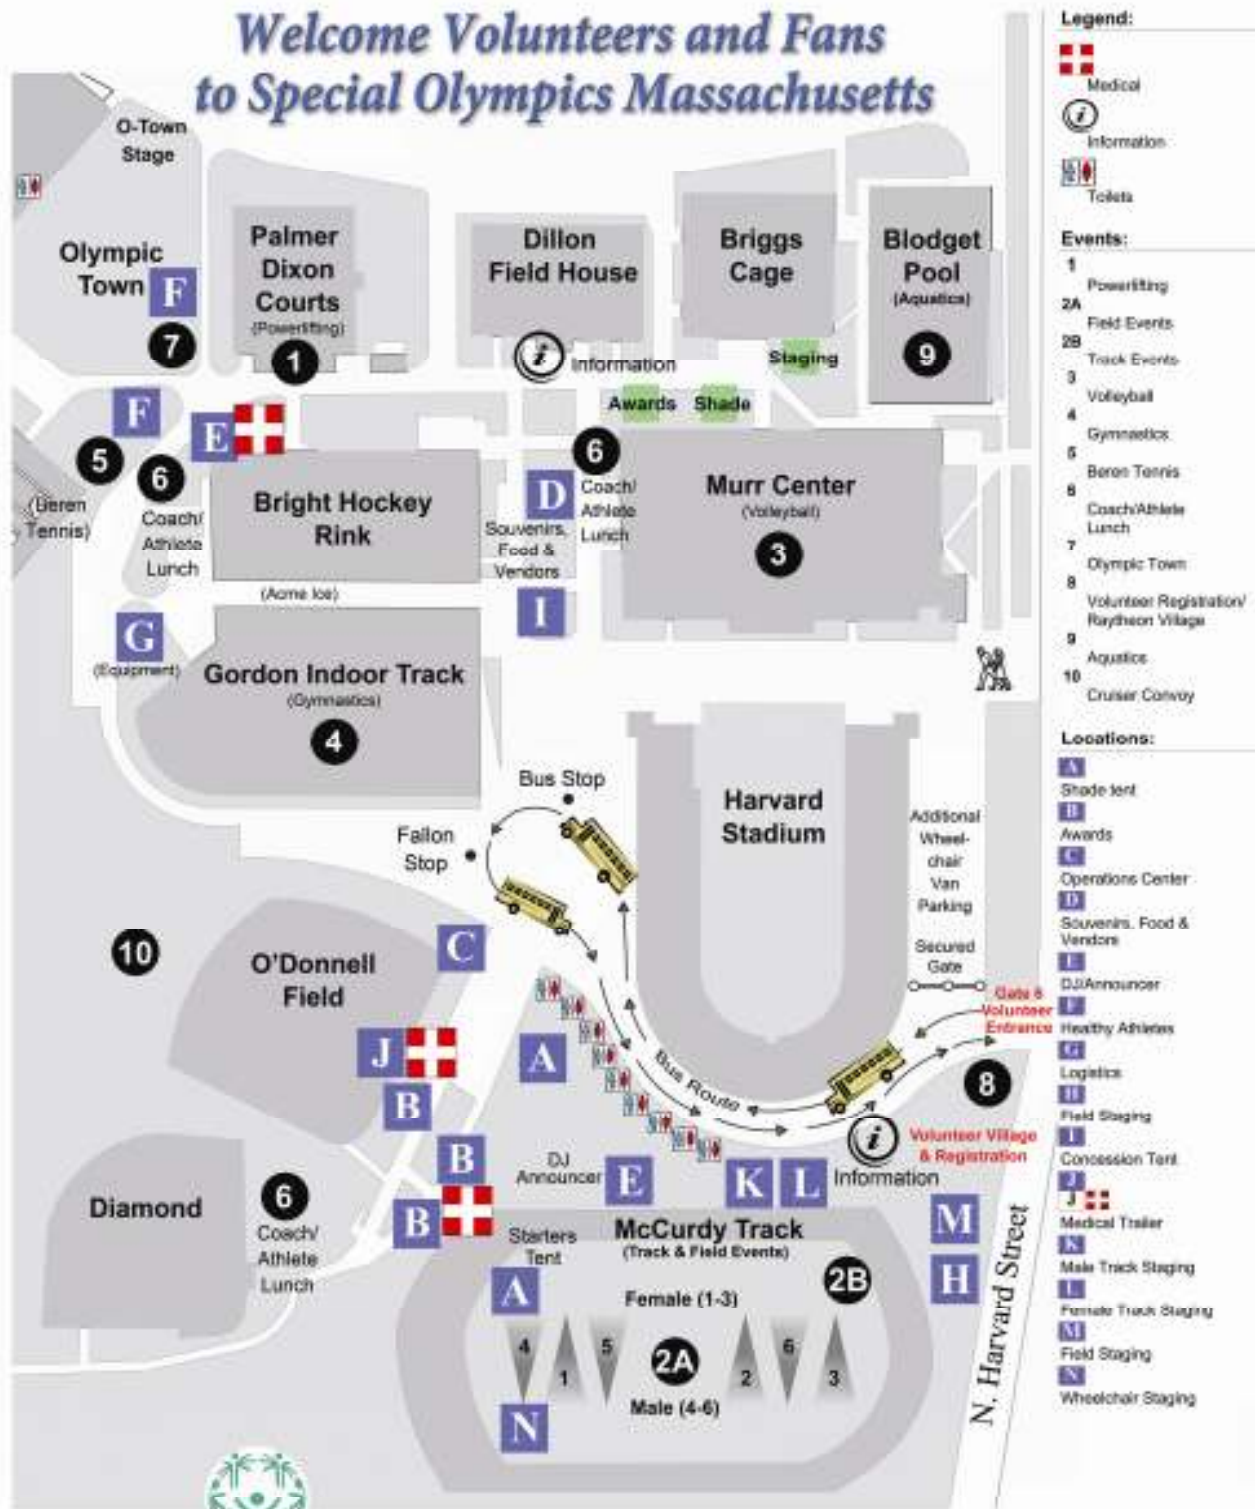 Welcome Volunteers and Fans
to Special Olympics Massachusetts
O-Town
Stage
Olympic
Town
F
7
Palmer
Dixon
Courts
(Powerlifting)
1
Dillon
Field House
i
Information
Briggs
Cage
Staging
Blodget
Pool
(Aquatics)
9
Awards
Shade
F
5
(Beren
Tennis)
6
Coach/
Athlete
Lunch
E
Bright Hockey
Rink
(Acme Ice)
D
Souvenirs,
Food &
Vendors
I
6
Coach/
Athlete
Lunch
Murr Center
(Volleyball)
3
G
(Equipment)
Gordon Indoor Track
(Gymnastics)
4
Bus Stop
Fallon
Stop
Harvard
Stadium
Additional
Wheel-
chair
Van
Parking
Secured
Gate
Gate 6
Volunteer
Entrance
8
Bus Route
10
O'Donnell
Field
C
J
B
A
B
B
DJ
Announcer
E
K
L
i
Information
Volunteer Village
& Registration
M
H
N. Harvard Street
Diamond
6
Coach/
Athlete
Lunch
Starters
Tent
A
McCurdy Track
(Track & Field Events)
2B
Female (1-3)
4
1
5
2A
2
6
3
Male (4-6)
N
Legend:
Medical
i
Information
Toilets
Events:
1
Powerlifting
2A
Field Events
2B
Track Events
3
Volleyball
4
Gymnastics
5
Beren Tennis
6
Coach/Athlete
Lunch
7
Olympic Town
8
Volunteer Registration/
Raytheon Village
9
Aquatics
10
Cruiser Convoy
Locations:
A
Shade tent
B
Awards
C
Operations Center
D
Souvenirs, Food &
Vendors
E
DJ/Announcer
F
Healthy Athletes
G
Logistics
H
Field Staging
I
Concession Tent
J
J
Medical Trailer
K
Male Track Staging
L
Female Track Staging
M
Field Staging
N
Wheelchair Staging